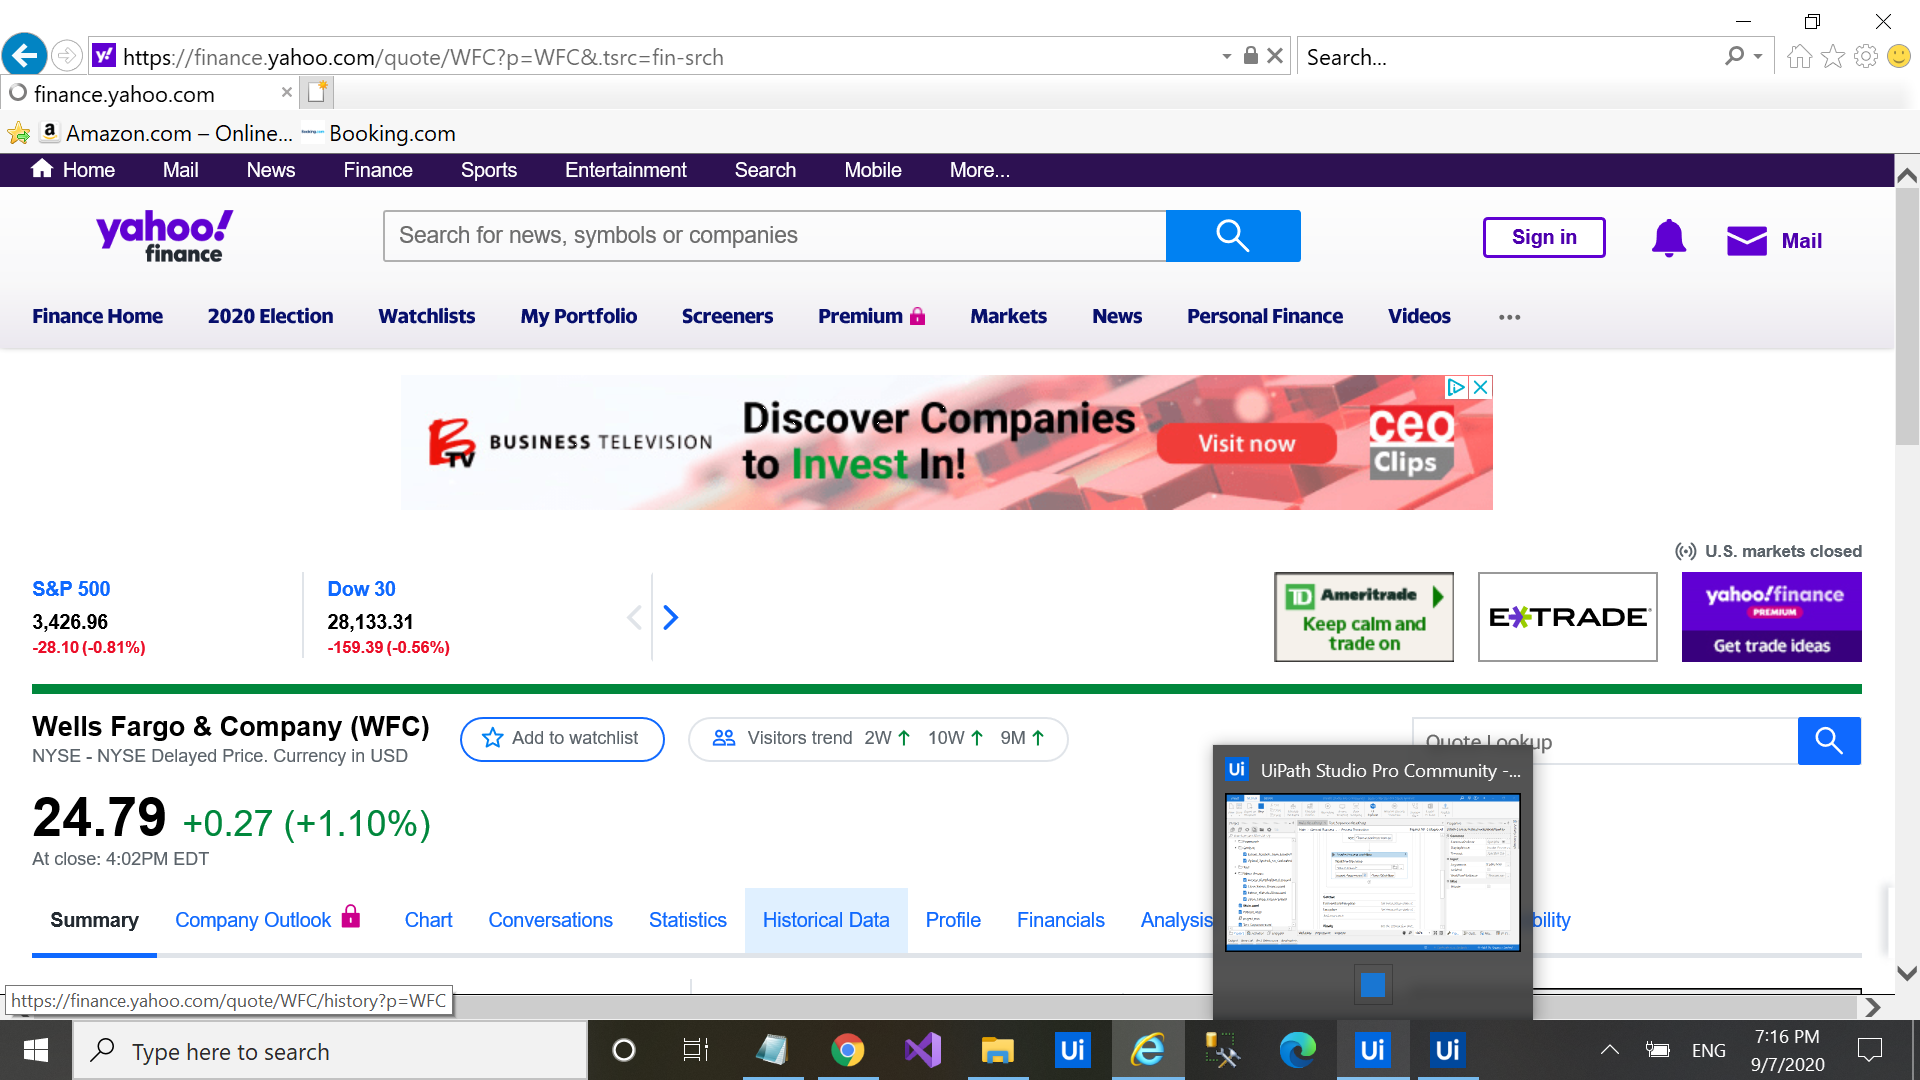 https://finance.yahoo.com/quote/WFC?p=WFC&.tsrc=fin-srch
Search...
finance.yahoo.com
Amazon.com – Online...
Booking.com
Home Mail News Finance Sports Entertainment Search Mobile More...
yahoo!
finance
Search for news, symbols or companies
Sign in
Mail
Finance Home 2020 Election Watchlists My Portfolio Screeners Premium Markets News Personal Finance Videos
BTV
BUSINESS TELEVISION
Discover Companies
to Invest In!
Visit now
ceo
Clips
U.S. markets closed
S&P 500
3,426.96
-28.10 (-0.81%)
Dow 30
28,133.31
-159.39 (-0.56%)
TD Ameritrade
Keep calm and
trade on
E*TRADE
yahoo!finance
PREMIUM
Get trade ideas
Wells Fargo & Company (WFC)
NYSE - NYSE Delayed Price. Currency in USD
Add to watchlist
Visitors trend 2W ↑ 10W ↑ 9M ↑
Quote Lookup
24.79 +0.27 (+1.10%)
At close: 4:02PM EDT
Ui UiPath Studio Pro Community -...
Summary Company Outlook Chart Conversations Statistics Historical Data Profile Financials Analysis bility
https://finance.yahoo.com/quote/WFC/history?p=WFC
Type here to search
Ui
Ui
Ui
ENG
7:16 PM
9/7/2020